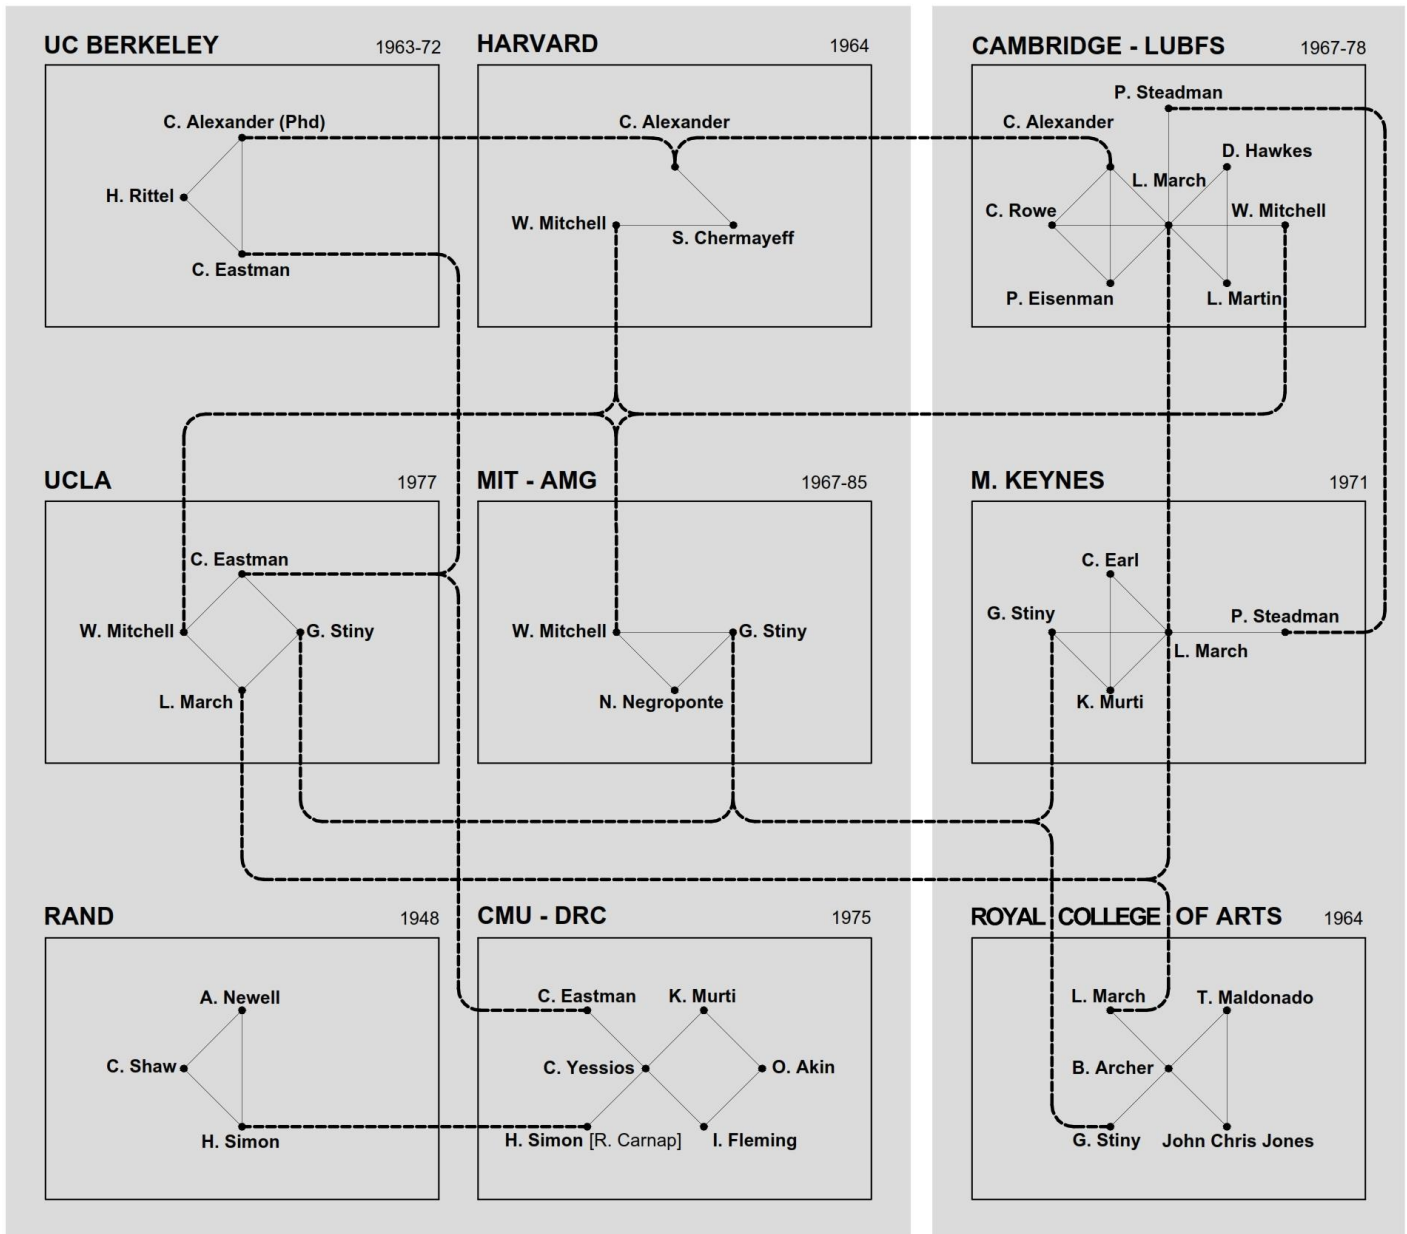 UC BERKELEY 1963-72
C. Alexander (Phd)
H. Rittel
C. Eastman
HARVARD 1964
C. Alexander
W. Mitchell
S. Chermayeff
CAMBRIDGE - LUBFS 1967-78
P. Steadman
C. Alexander
D. Hawkes
L. March
C. Rowe
W. Mitchell
P. Eisenman
L. Martin
UCLA 1977
C. Eastman
W. Mitchell
G. Stiny
L. March
MIT - AMG 1967-85
W. Mitchell
G. Stiny
N. Negroponte
M. KEYNES 1971
C. Earl
G. Stiny
P. Steadman
L. March
K. Murti
RAND 1948
A. Newell
C. Shaw
H. Simon
CMU - DRC 1975
C. Eastman
K. Murti
C. Yessios
O. Akin
H. Simon [R. Carnap]
I. Fleming
ROYAL COLLEGE OF ARTS 1964
L. March
T. Maldonado
B. Archer
G. Stiny
John Chris Jones